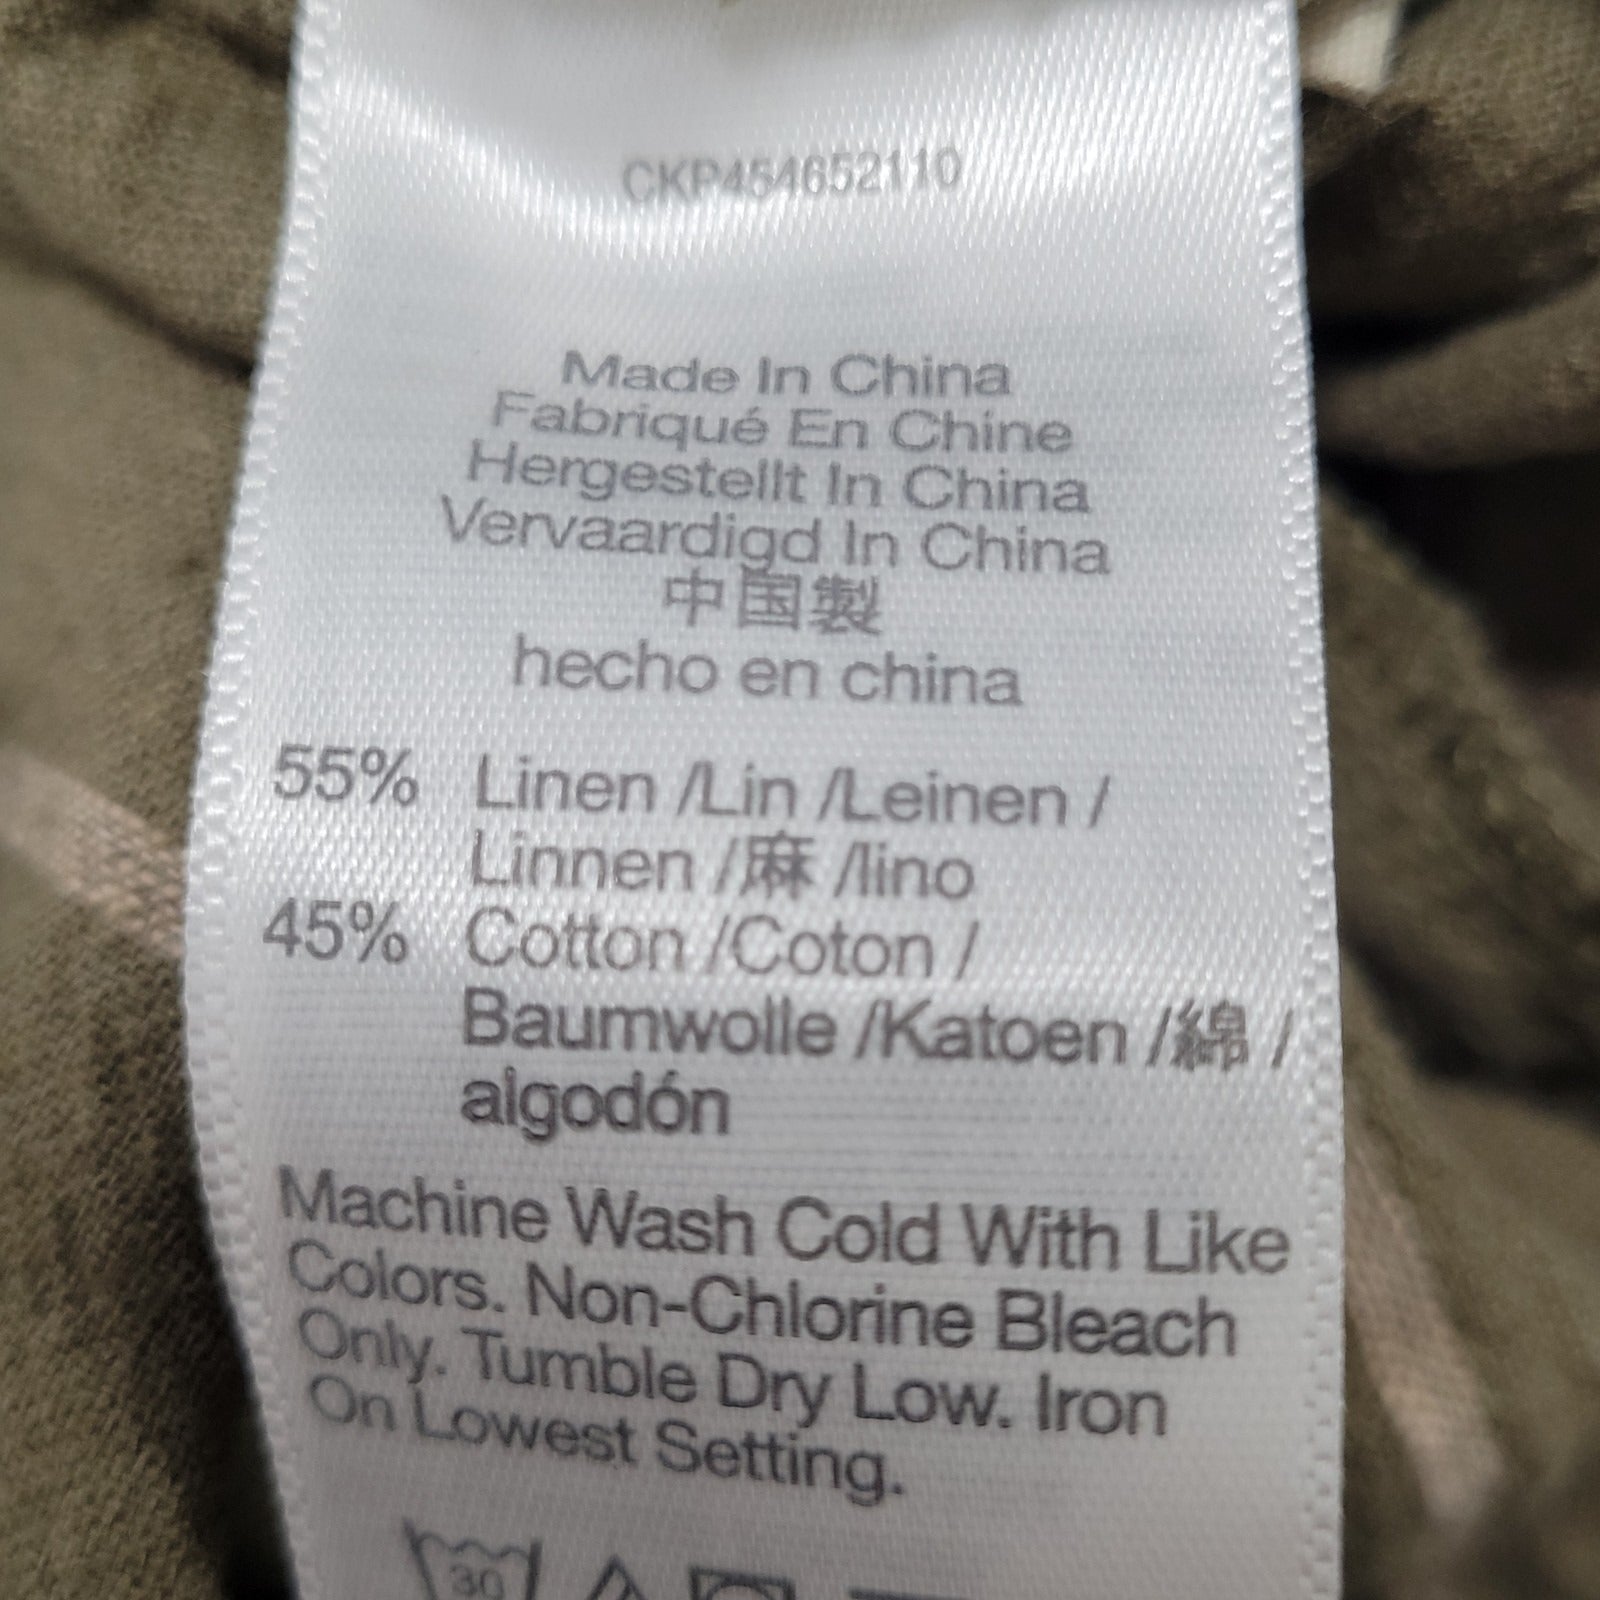 CKP454652110
Made In China
Fabriqué En Chine
Hergestellt In China
Vervaardigd In China
中国製
hecho en china
55% Linen /Lin /Leinen /
Linnen /麻 /lino
45% Cotton /Coton /
Baumwolle /Katoen /綿 /
algodón
Machine Wash Cold With Like
Colors. Non-Chlorine Bleach
Only. Tumble Dry Low. Iron
On Lowest Setting.
30